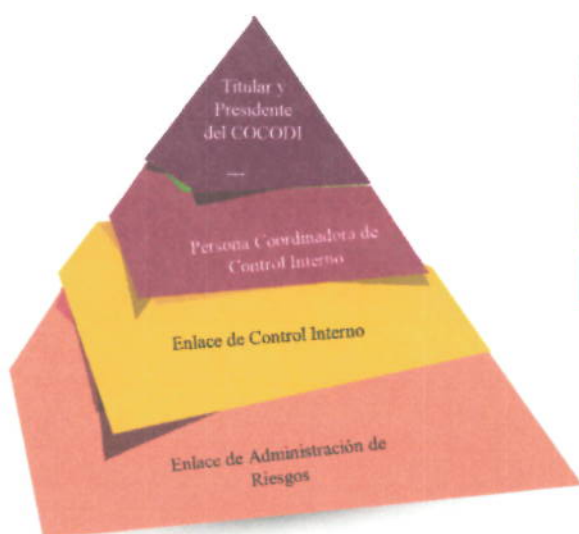 Titular y
Presidente
del COCODI
Persona Coordinadora de
Control Interno
Enlace de Control Interno
Enlace de Administración de
Riesgos